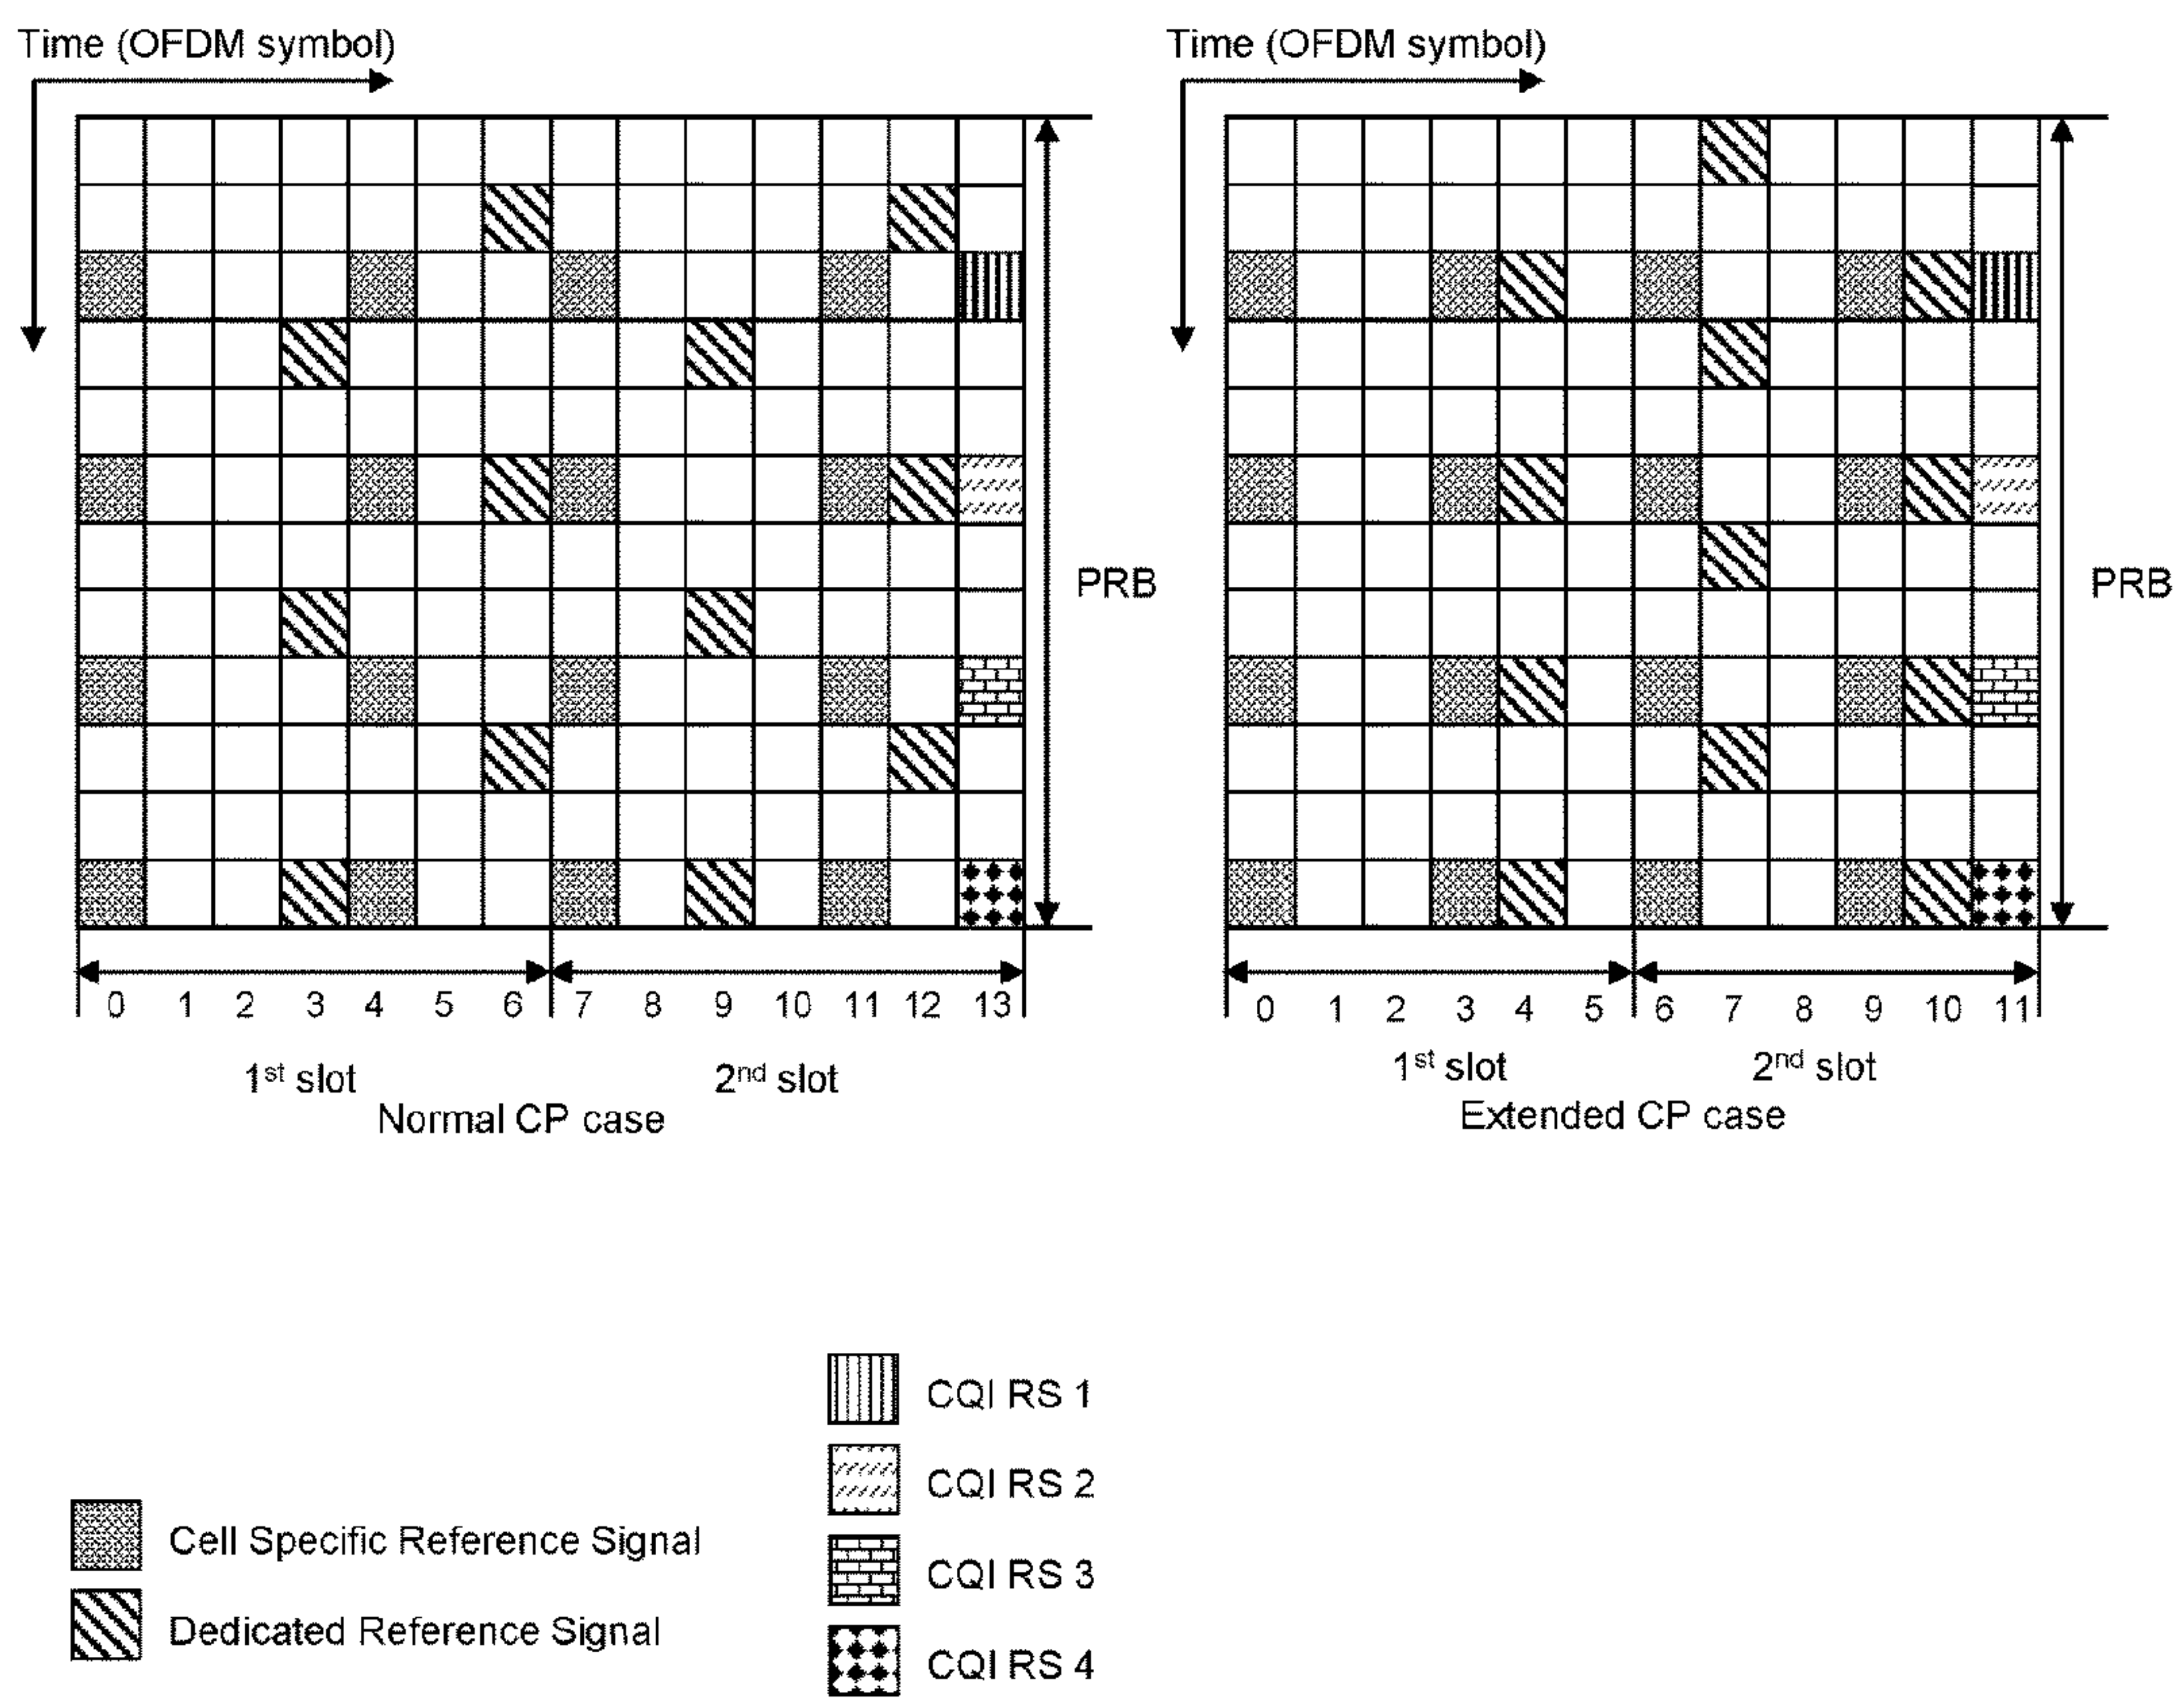 Time (OFDM symbol)
Time (OFDM symbol)
PRB
PRB
0 1 2 3 4 5 6 7 8 9 10 11 12 13
0 1 2 3 4 5 6 7 8 9 10 11
1st slot 2nd slot
1st slot 2nd slot
Normal CP case
Extended CP case
Cell Specific Reference Signal
Dedicated Reference Signal
CQI RS 1
CQI RS 2
CQI RS 3
CQI RS 4